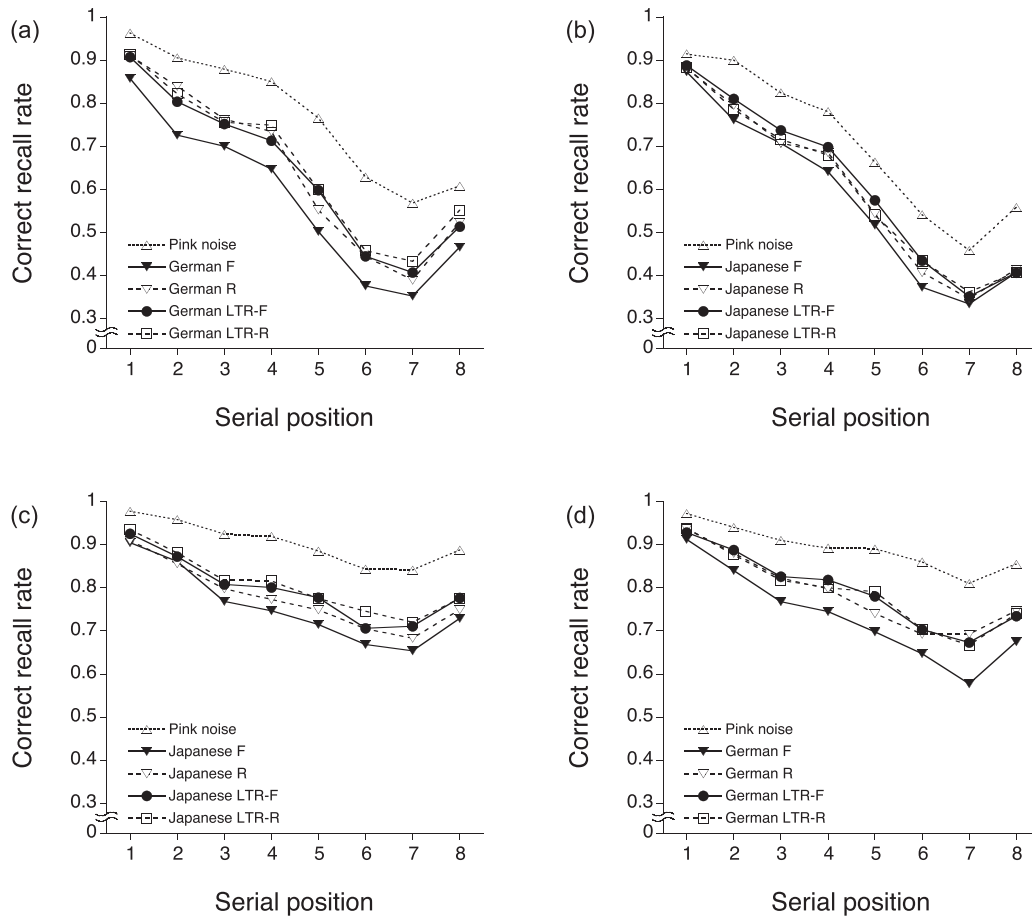 (a)
Correct recall rate
1
0.9
0.8
0.7
0.6
0.5
0.4
0.3
0
Pink noise
German F
German R
German LTR-F
German LTR-R
1 2 3 4 5 6 7 8
Serial position
(b)
Correct recall rate
1
0.9
0.8
0.7
0.6
0.5
0.4
0.3
0
Pink noise
Japanese F
Japanese R
Japanese LTR-F
Japanese LTR-R
1 2 3 4 5 6 7 8
Serial position
(c)
Correct recall rate
1
0.9
0.8
0.7
0.6
0.5
0.4
0.3
0
Pink noise
Japanese F
Japanese R
Japanese LTR-F
Japanese LTR-R
1 2 3 4 5 6 7 8
Serial position
(d)
Correct recall rate
1
0.9
0.8
0.7
0.6
0.5
0.4
0.3
0
Pink noise
German F
German R
German LTR-F
German LTR-R
1 2 3 4 5 6 7 8
Serial position